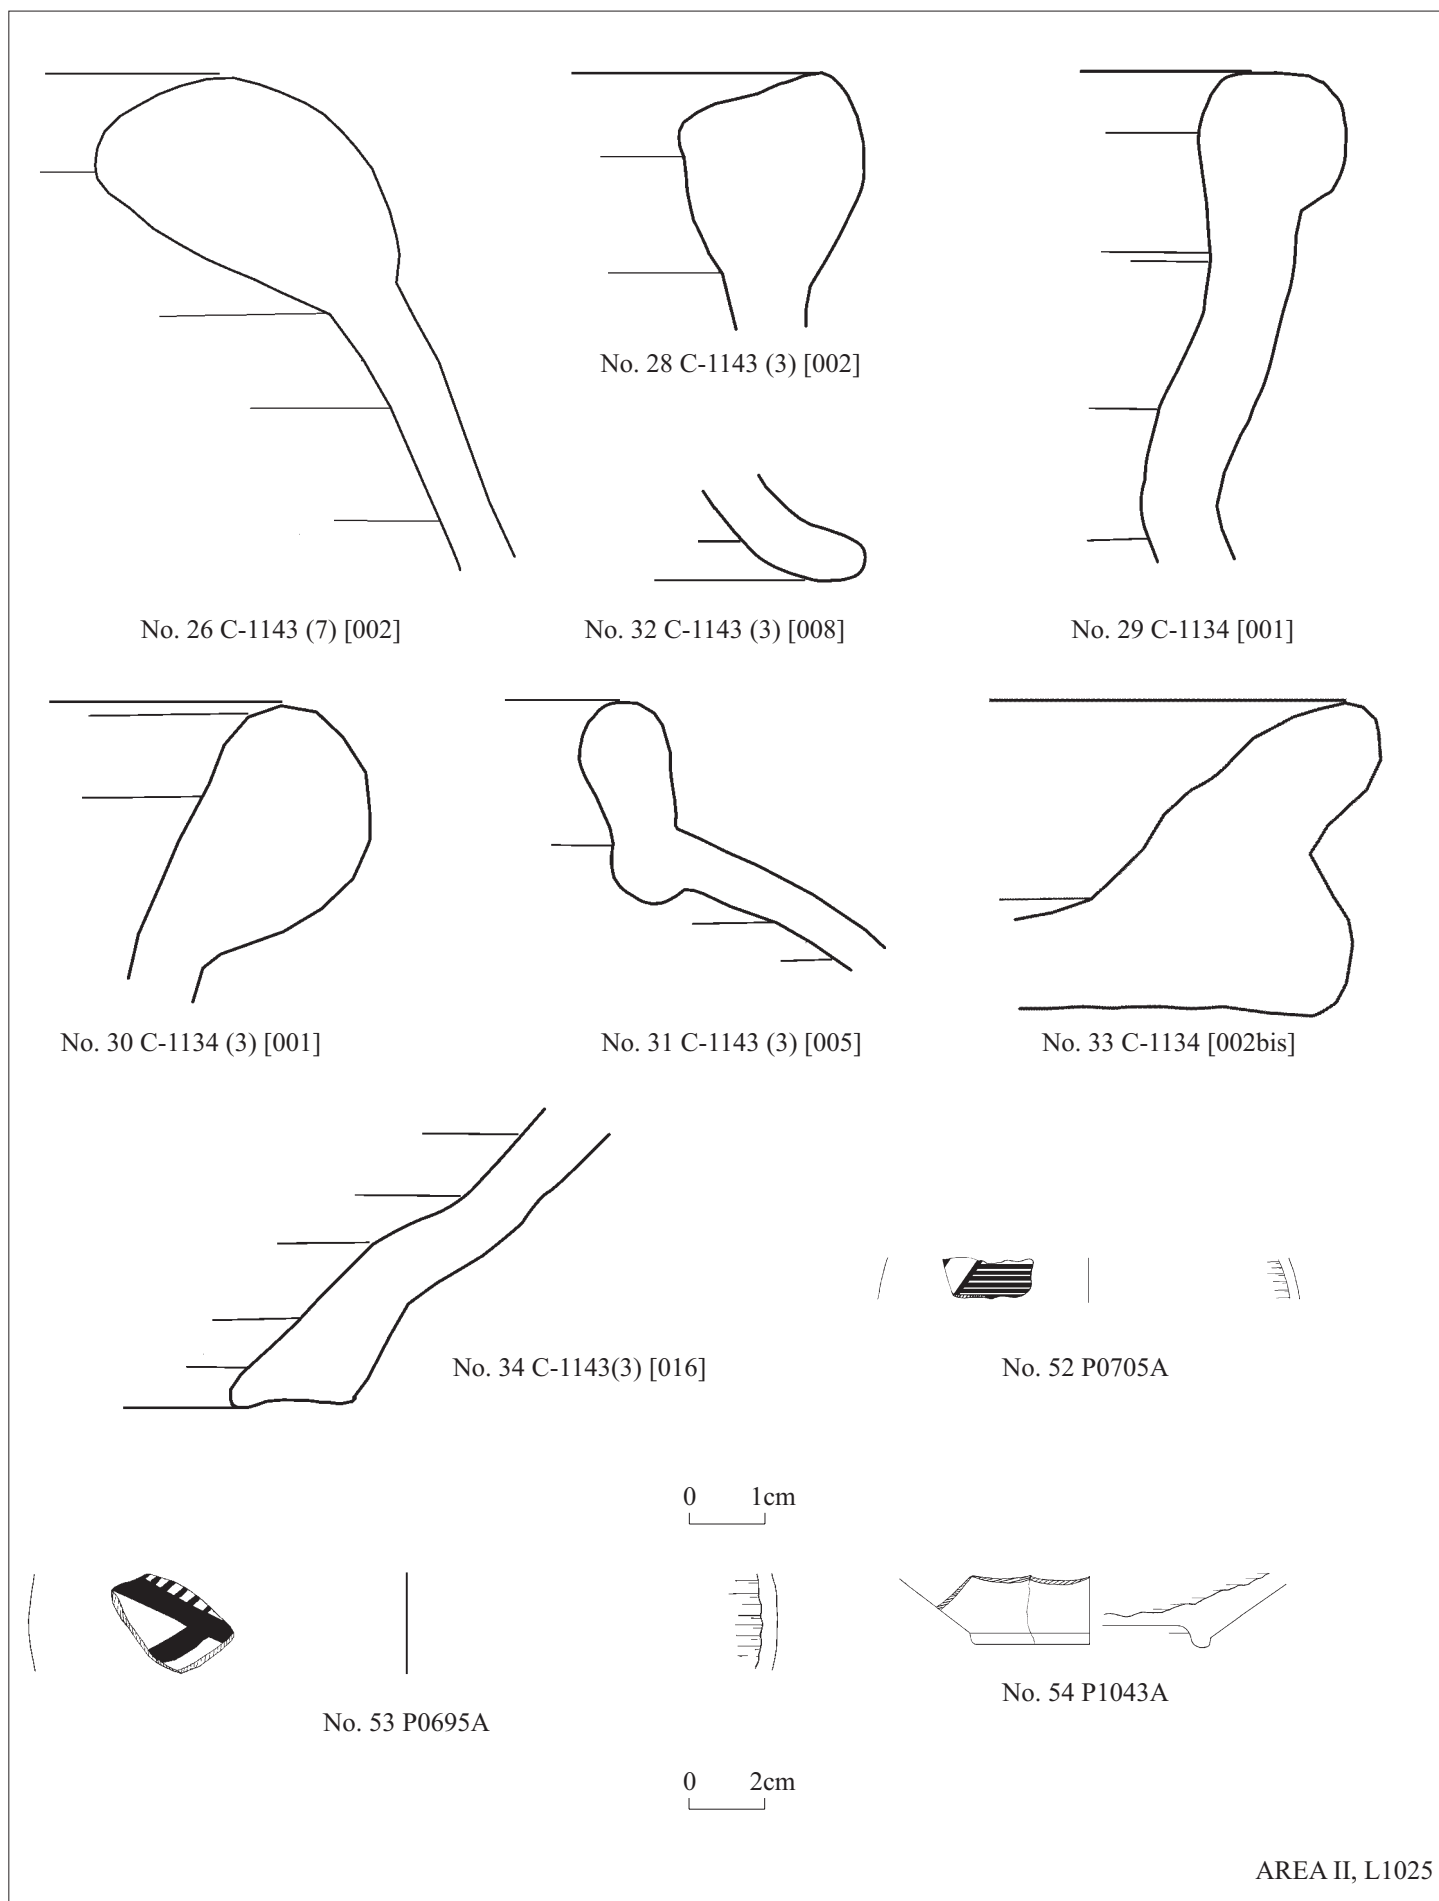 No. 28 C-1143 (3) [002]
No. 26 C-1143 (7) [002]
No. 32 C-1143 (3) [008]
No. 29 C-1134 [001]
No. 30 C-1134 (3) [001]
No. 31 C-1143 (3) [005]
No. 33 C-1134 [002bis]
No. 34 C-1143(3) [016]
No. 52 P0705A
0 1cm
No. 54 P1043A
No. 53 P0695A
0 2cm
AREA II, L1025